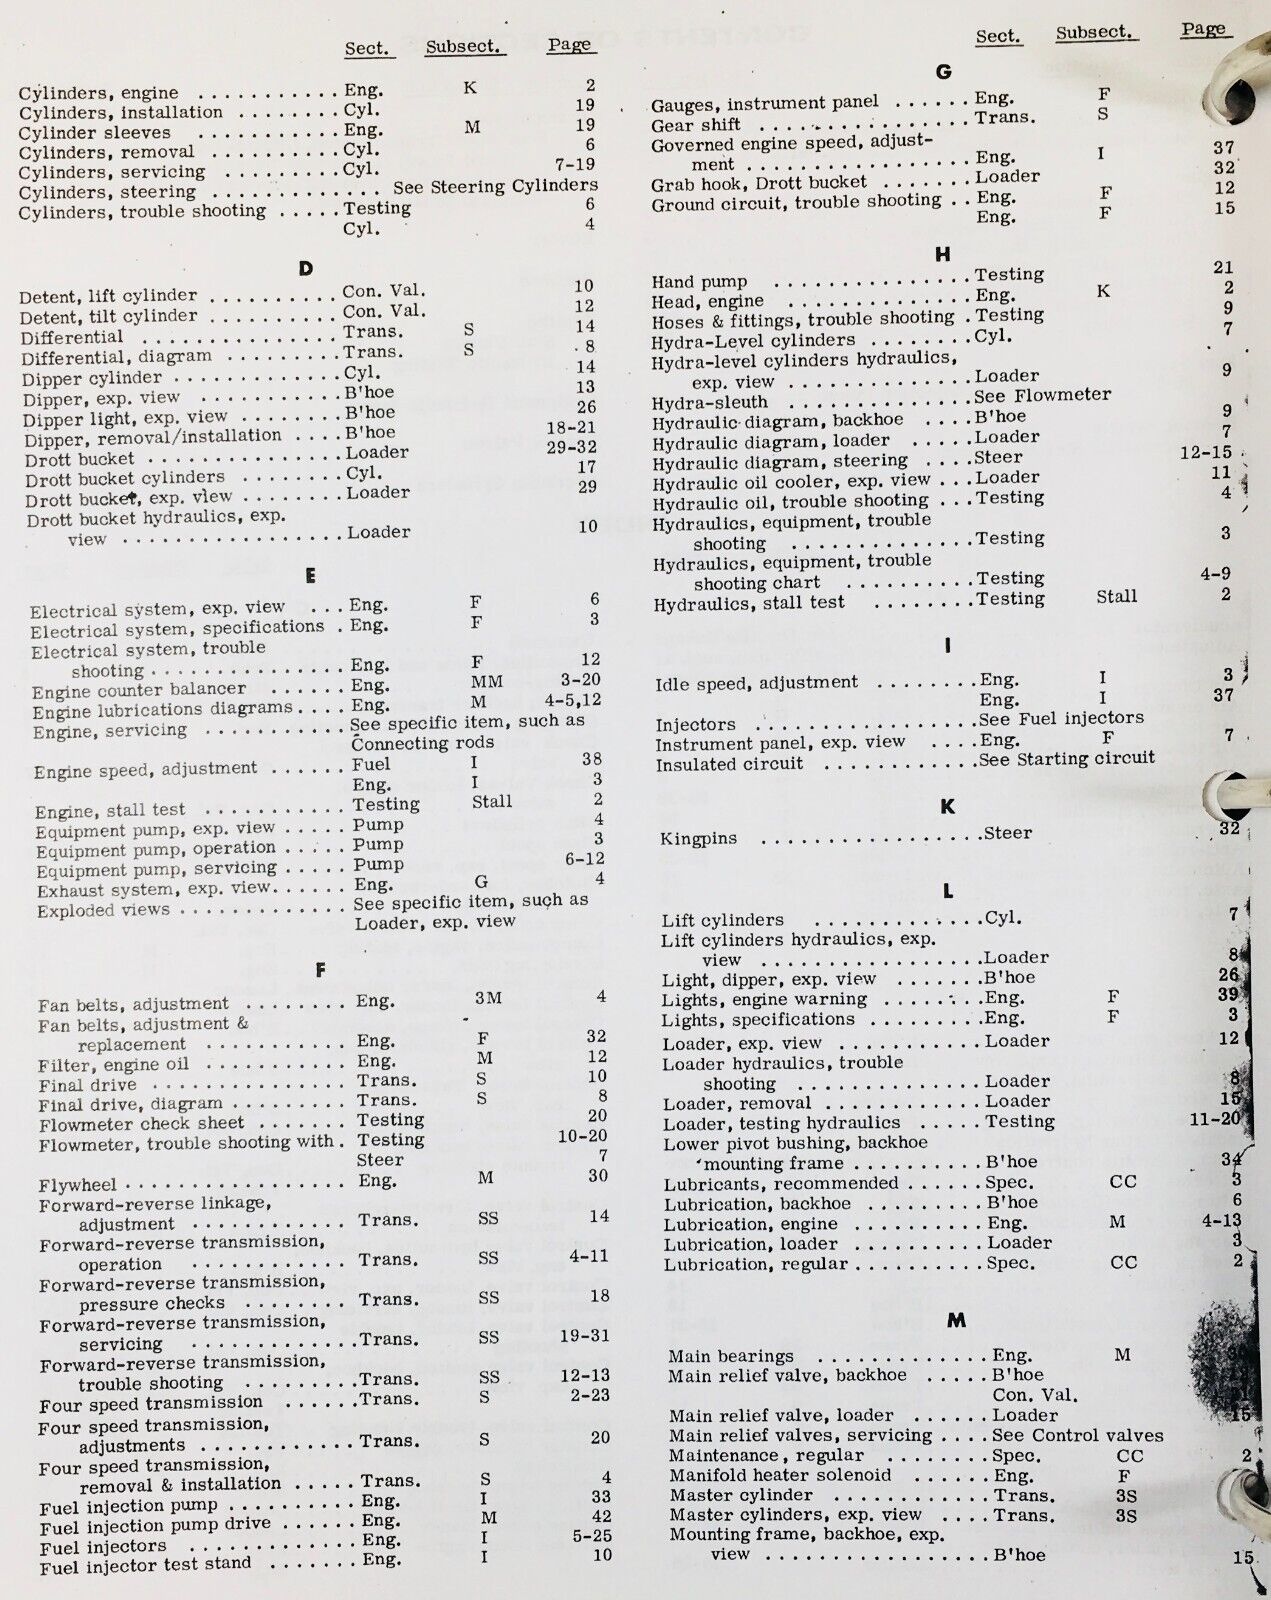 Sect. Subsect. Page
Cylinders, engine . . . . . . . . . . . Eng. K 2
Cylinders, installation . . . . . . . . Cyl. 19
Cylinder sleeves . . . . . . . . . . . Eng. M 19
Cylinders, removal . . . . . . . . . . Cyl. 6
Cylinders, servicing . . . . . . . . . Cyl. 7-19
Cylinders, steering . . . . . . . . . . . . . See Steering Cylinders
Cylinders, trouble shooting . . . . . Testing 6
Cyl. 4
D
Detent, lift cylinder . . . . . . . . . . Con. Val. 10
Detent, tilt cylinder . . . . . . . . . . Con. Val. 12
Differential . . . . . . . . . . . . . . . Trans. S 14
Differential, diagram . . . . . . . . . Trans. S 8
Dipper cylinder . . . . . . . . . . . . . Cyl. 14
Dipper, exp. view . . . . . . . . . . . B'hoe 13
Dipper light, exp. view . . . . . . . . B'hoe 26
Dipper, removal/installation . . . . B'hoe 18-21
Drott bucket . . . . . . . . . . . . . . . Loader 29-32
Drott bucket cylinders . . . . . . . . Cyl. 17
Drott bucket, exp. view . . . . . . . . Loader 29
Drott bucket hydraulics, exp.
view . . . . . . . . . . . . . . . . . Loader 10
E
Electrical system, exp. view . . . Eng. F 6
Electrical system, specifications . Eng. F 3
Electrical system, trouble
shooting . . . . . . . . . . . . . . . Eng. F 12
Engine counter balancer . . . . . . Eng. MM 3-20
Engine lubrications diagrams . . . . Eng. M 4-5,12
Engine, servicing . . . . . . . . . . . See specific item, such as
Connecting rods
Engine speed, adjustment . . . . . . Fuel I 38
Eng. I 3
Engine, stall test . . . . . . . . . . . Testing Stall 2
Equipment pump, exp. view . . . . . Pump 4
Equipment pump, operation . . . . . Pump 3
Equipment pump, servicing . . . . . Pump 6-12
Exhaust system, exp. view. . . . . . Eng. G 4
Exploded views . . . . . . . . . . . . . See specific item, such as
Loader, exp. view
F
Fan belts, adjustment . . . . . . . . Eng. 3M 4
Fan belts, adjustment &
replacement . . . . . . . . . . . Eng. F 32
Filter, engine oil . . . . . . . . . . . Eng. M 12
Final drive . . . . . . . . . . . . . . . Trans. S 10
Final drive, diagram . . . . . . . . . Trans. S 8
Flowmeter check sheet . . . . . . . Testing 20
Flowmeter, trouble shooting with . Testing 10-20
Steer 7
Flywheel . . . . . . . . . . . . . . . . . Eng. M 30
Forward-reverse linkage,
adjustment . . . . . . . . . . . . Trans. SS 14
Forward-reverse transmission,
operation . . . . . . . . . . . . Trans. SS 4-11
Forward-reverse transmission,
pressure checks . . . . . . . . Trans. SS 18
Forward-reverse transmission,
servicing . . . . . . . . . . . . .Trans. SS 19-31
Forward-reverse transmission,
trouble shooting . . . . . . . . .Trans. SS 12-13
Four speed transmission . . . . . .Trans. S 2-23
Four speed transmission,
adjustments . . . . . . . . . . . . Trans. S 20
Four speed transmission,
removal & installation . . . . . Trans. S 4
Fuel injection pump . . . . . . . . . . Eng. I 33
Fuel injection pump drive . . . . . . Eng. M 42
Fuel injectors . . . . . . . . . . . . . Eng. I 5-25
Fuel injector test stand . . . . . . . Eng. I 10
Sect. Subsect. Page
G
Gauges, instrument panel . . . . . . Eng. F
Gear shift . . . . . . . . . . . . . . . Trans. S
Governed engine speed, adjust-
ment . . . . . . . . . . . . . . . . . Eng. I 37
Grab hook, Drott bucket . . . . . . . Loader 32
Ground circuit, trouble shooting . . Eng. F 12
Eng. F 15
H
Hand pump . . . . . . . . . . . . . . . Testing 21
Head, engine . . . . . . . . . . . . . . Eng. K 2
Hoses & fittings, trouble shooting . Testing 9
Hydra-Level cylinders . . . . . . . . Cyl. 7
Hydra-level cylinders hydraulics,
exp. view . . . . . . . . . . . . . Loader 9
Hydra-sleuth . . . . . . . . . . . . . . See Flowmeter
Hydraulic diagram, backhoe . . . . B'hoe 9
Hydraulic diagram, loader . . . . . Loader 7
Hydraulic diagram, steering . . . . Steer 12-15
Hydraulic oil cooler, exp. view . . . Loader 11
Hydraulic oil, trouble shooting . . . Testing 4
Hydraulics, equipment, trouble
shooting . . . . . . . . . . . . . . Testing 3
Hydraulics, equipment, trouble
shooting chart . . . . . . . . . . Testing 4-9
Hydraulics, stall test . . . . . . . . Testing Stall 2
I
Idle speed, adjustment . . . . . . . . Eng. I 3
Eng. I 37
Injectors . . . . . . . . . . . . . . . . See Fuel injectors
Instrument panel, exp. view . . . . Eng. F 7
Insulated circuit . . . . . . . . . . . . See Starting circuit
K
Kingpins . . . . . . . . . . . . . . . . .Steer 32
L
Lift cylinders . . . . . . . . . . . . .Cyl. 7
Lift cylinders hydraulics, exp.
view . . . . . . . . . . . . . . . . .Loader 8
Light, dipper, exp. view . . . . . . . B'hoe 26
Lights, engine warning . . . . . . . .Eng. F 39
Lights, specifications . . . . . . . . .Eng. F 3
Loader, exp. view . . . . . . . . . . . Loader 12
Loader hydraulics, trouble
shooting . . . . . . . . . . . . . . Loader 8
Loader, removal . . . . . . . . . . . . Loader 15
Loader, testing hydraulics . . . . . Testing 11-20
Lower pivot bushing, backhoe
mounting frame . . . . . . . . . . B'hoe 34
Lubricants, recommended . . . . . . Spec. CC 3
Lubrication, backhoe . . . . . . . . . B'hoe 6
Lubrication, engine . . . . . . . . . . Eng. M 4-13
Lubrication, loader . . . . . . . . . . Loader 3
Lubrication, regular . . . . . . . . . . Spec. CC 2
M
Main bearings . . . . . . . . . . . . . Eng. M
Main relief valve, backhoe . . . . . B'hoe
Con. Val.
Main relief valve, loader . . . . . . Loader 15
Main relief valves, servicing . . . . See Control valves
Maintenance, regular . . . . . . . . Spec. CC 2
Manifold heater solenoid . . . . . . Eng. F
Master cylinder . . . . . . . . . . . . Trans. 3S
Master cylinders, exp. view . . . . Trans. 3S
Mounting frame, backhoe, exp.
view . . . . . . . . . . . . . . . . . B'hoe 15